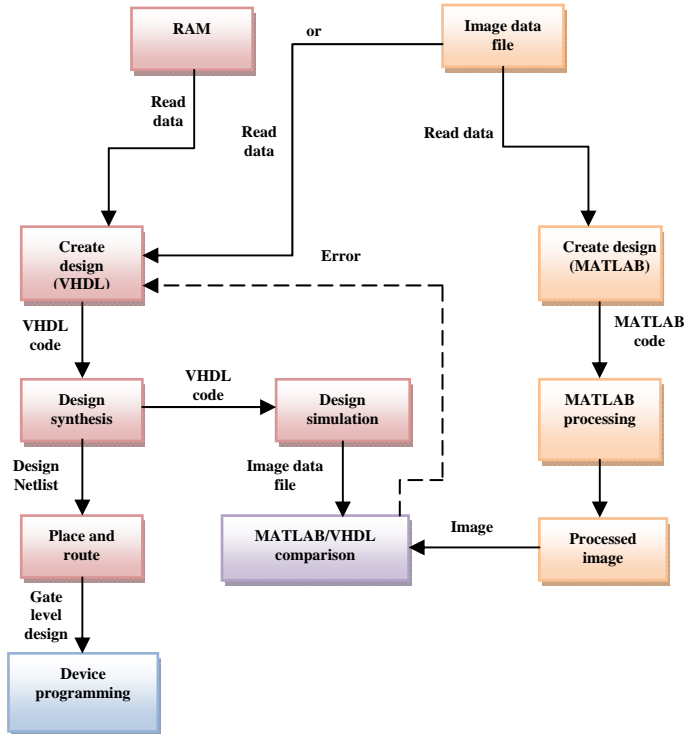 RAM
or
Image data
file
Read
data
Read
data
Read data
Create
design
(VHDL)
Error
Create design
(MATLAB)
VHDL
code
MATLAB
code
VHDL
code
Design
synthesis
Design
simulation
MATLAB
processing
Design
Netlist
Image data
file
Place and
route
MATLAB/VHDL
comparison
Image
Processed
image
Gate
level
design
Device
programming